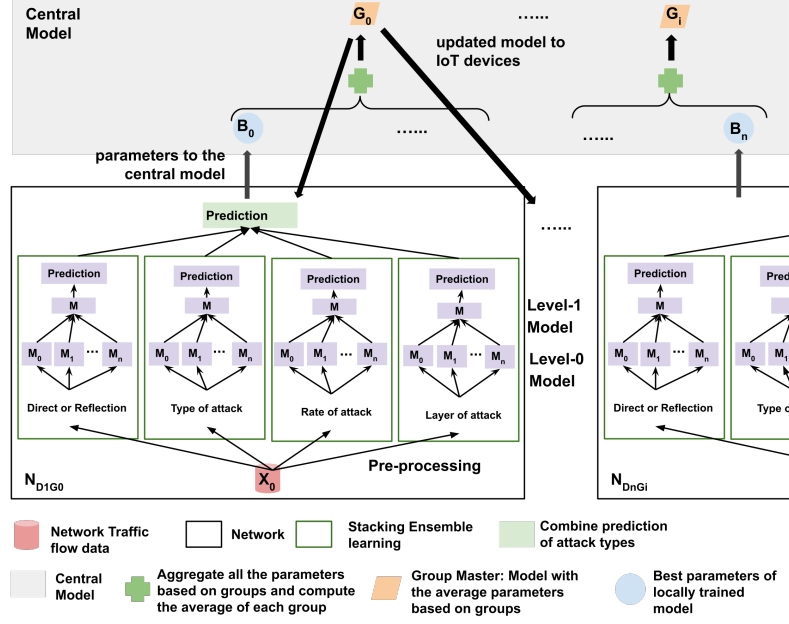 Central
Model
G0
…...
Gi
updated model to
IoT devices
B0
…...
…...
Bn
parameters to the
central model
Prediction
…...
Prediction
Prediction
Prediction
Prediction
Prediction
Pred
M
M
M
M
M
M
Level-1
Model
M0 M1 ... Mn
M0 M1 ... Mn
M0 M1 ... Mn
M0 M1 ... Mn
M0 M1 ... Mn
M0 M
Level-0
Model
Direct or Reflection
Type of attack
Rate of attack
Layer of attack
Direct or Reflection
Type o
Pre-processing
ND1G0
X0
NDnGi
Network Traffic
flow data
Network
Stacking Ensemble
learning
Combine prediction
of attack types
Central
Model
Aggregate all the parameters
based on groups and compute
the average of each group
Group Master: Model with
the average parameters
based on groups
Best parameters of
locally trained
model